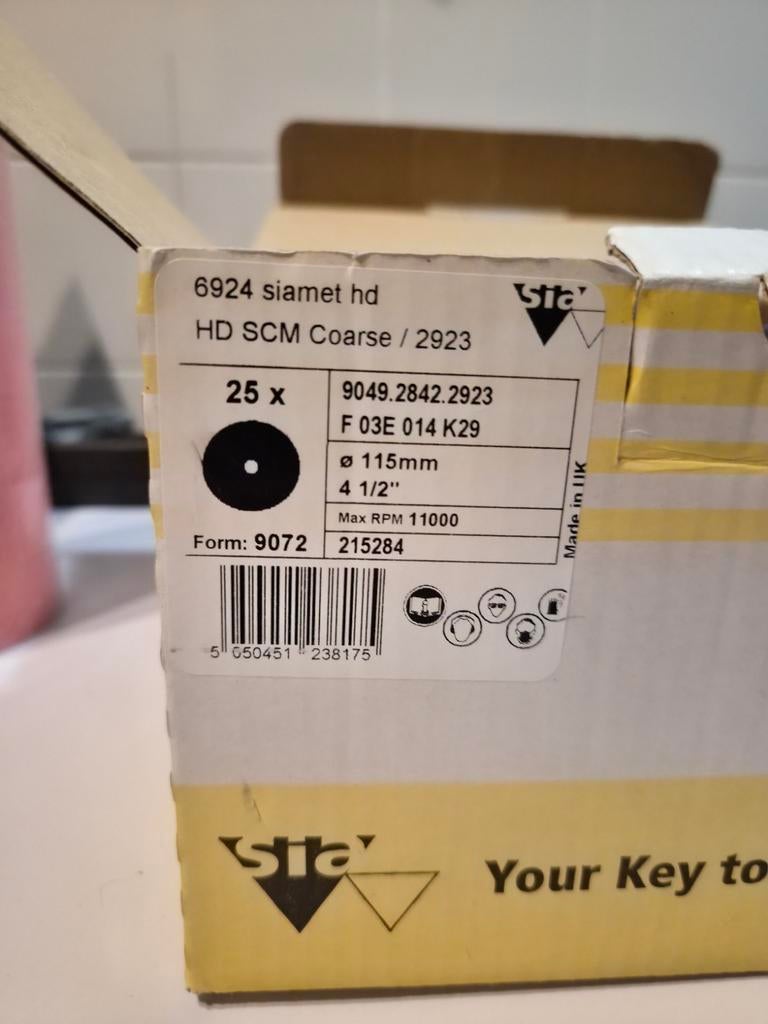 6924 siamet hd
sia
HD SCM Coarse / 2923
25 x
9049.2842.2923
F 03E 014 K29
ø 115mm
4 1/2"
Max RPM 11000
Form: 9072
215284
Made in UK
5 050451 238175
sia
Your Key to